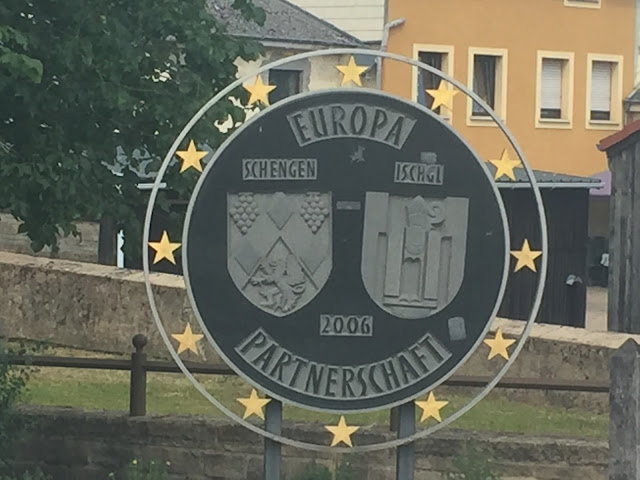 EUROPA
SCHENGEN ISCHGL
2006
PARTNERSCHAFT